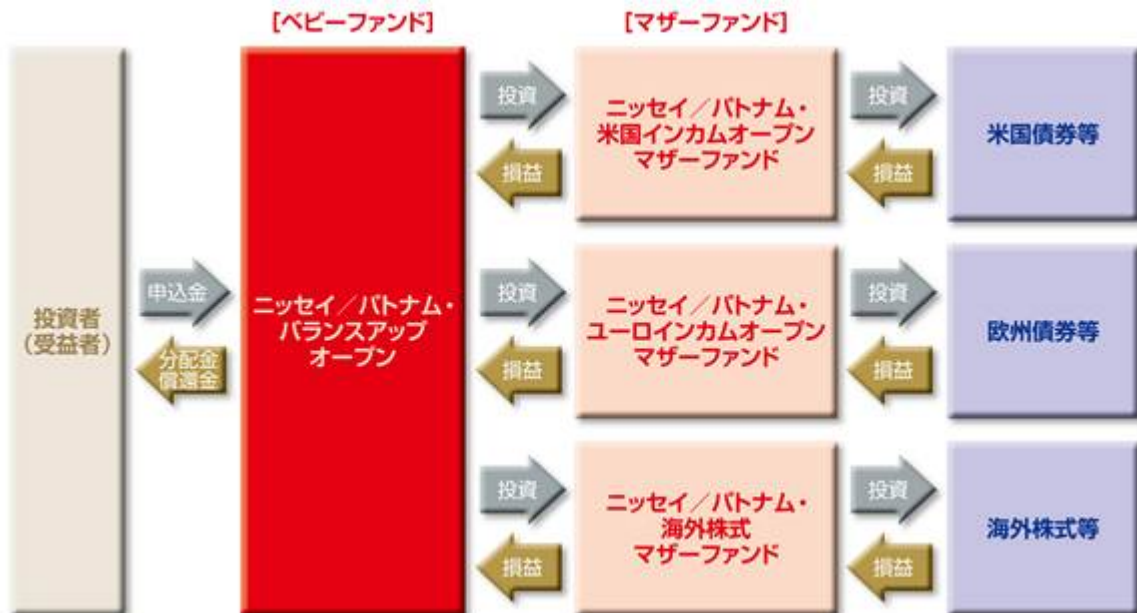 [ベビーファンド]
[マザーファンド]
投資者
(受益者)
申込金
分配金
償還金
ニッセイ／パトナム・
バランスアップ
オープン
投資
損益
ニッセイ／パトナム・
米国インカムオープン
マザーファンド
投資
損益
米国債券等
投資
損益
ニッセイ／パトナム・
ユーロインカムオープン
マザーファンド
投資
損益
欧州債券等
投資
損益
ニッセイ／パトナム・
海外株式
マザーファンド
投資
損益
海外株式等